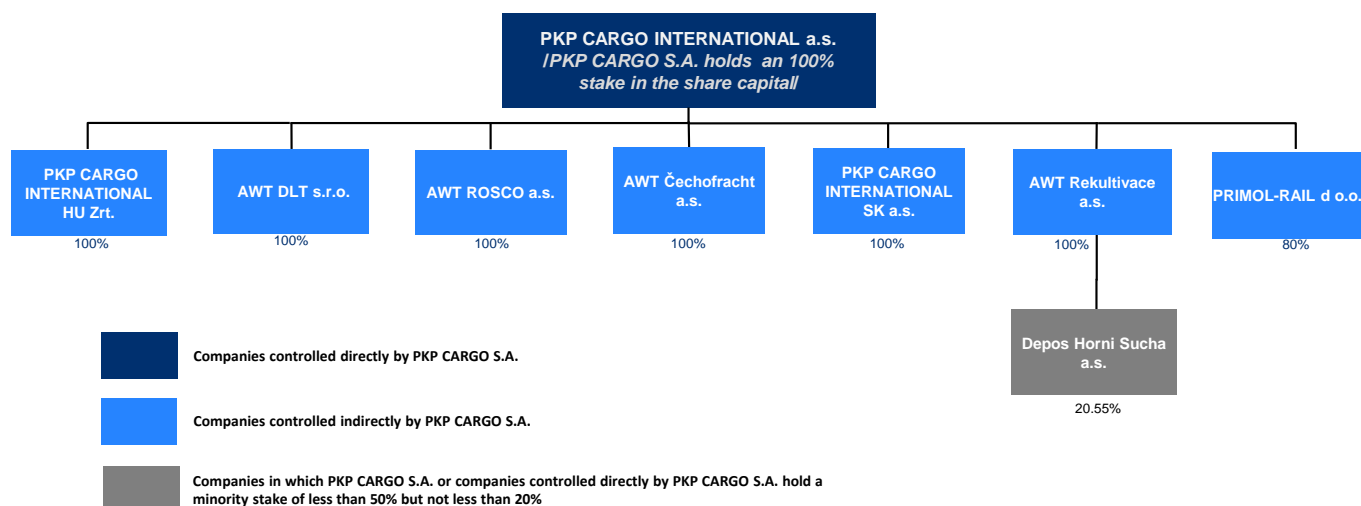 PKP CARGO INTERNATIONAL a.s.
/PKP CARGO S.A. holds an 100%
stake in the share capital/
PKP CARGO
INTERNATIONAL
HU Zrt.
100%
AWT DLT s.r.o.
100%
AWT ROSCO a.s.
100%
AWT Čechofracht
a.s.
100%
PKP CARGO
INTERNATIONAL
SK a.s.
100%
AWT Rekultivace
a.s.
100%
PRIMOL-RAIL d o.o.
80%
Depos Horni Sucha
a.s.
20.55%
Companies controlled directly by PKP CARGO S.A.
Companies controlled indirectly by PKP CARGO S.A.
Companies in which PKP CARGO S.A. or companies controlled directly by PKP CARGO S.A. hold a
minority stake of less than 50% but not less than 20%